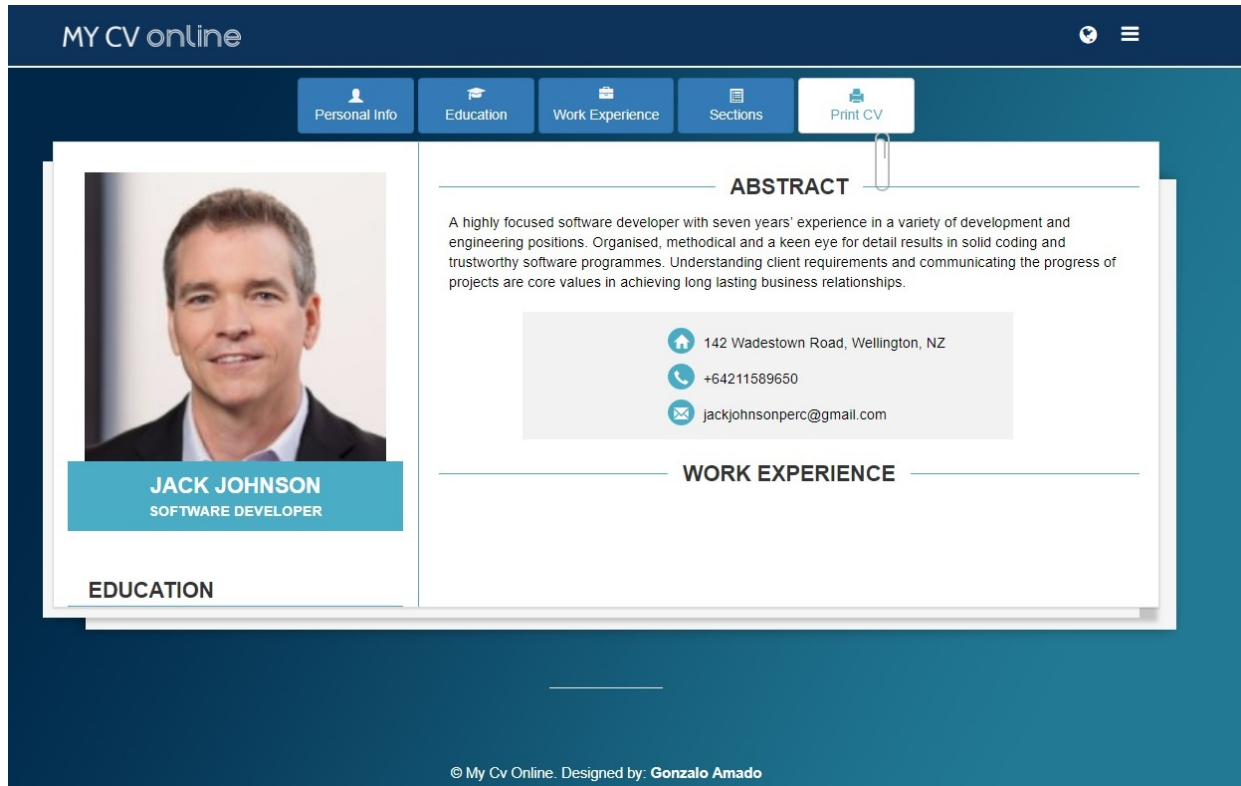 MY CV online
Personal Info
Education
Work Experience
Sections
Print CV
JACK JOHNSON
SOFTWARE DEVELOPER
EDUCATION
ABSTRACT
A highly focused software developer with seven years’ experience in a variety of development and
engineering positions. Organised, methodical and a keen eye for detail results in solid coding and
trustworthy software programmes. Understanding client requirements and communicating the progress of
projects are core values in achieving long lasting business relationships.
142 Wadestown Road, Wellington, NZ
+64211589650
jackjohnsonperc@gmail.com
WORK EXPERIENCE
© My Cv Online. Designed by: Gonzalo Amado